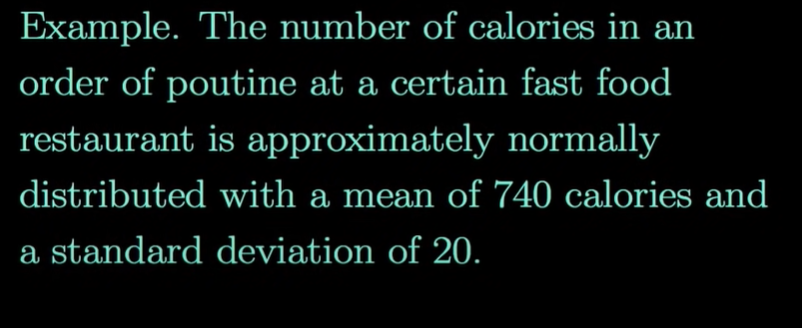 Example. The number of calories in an
order of poutine at a certain fast food
restaurant is approximately normally
distributed with a mean of 740 calories and
a standard deviation of 20.